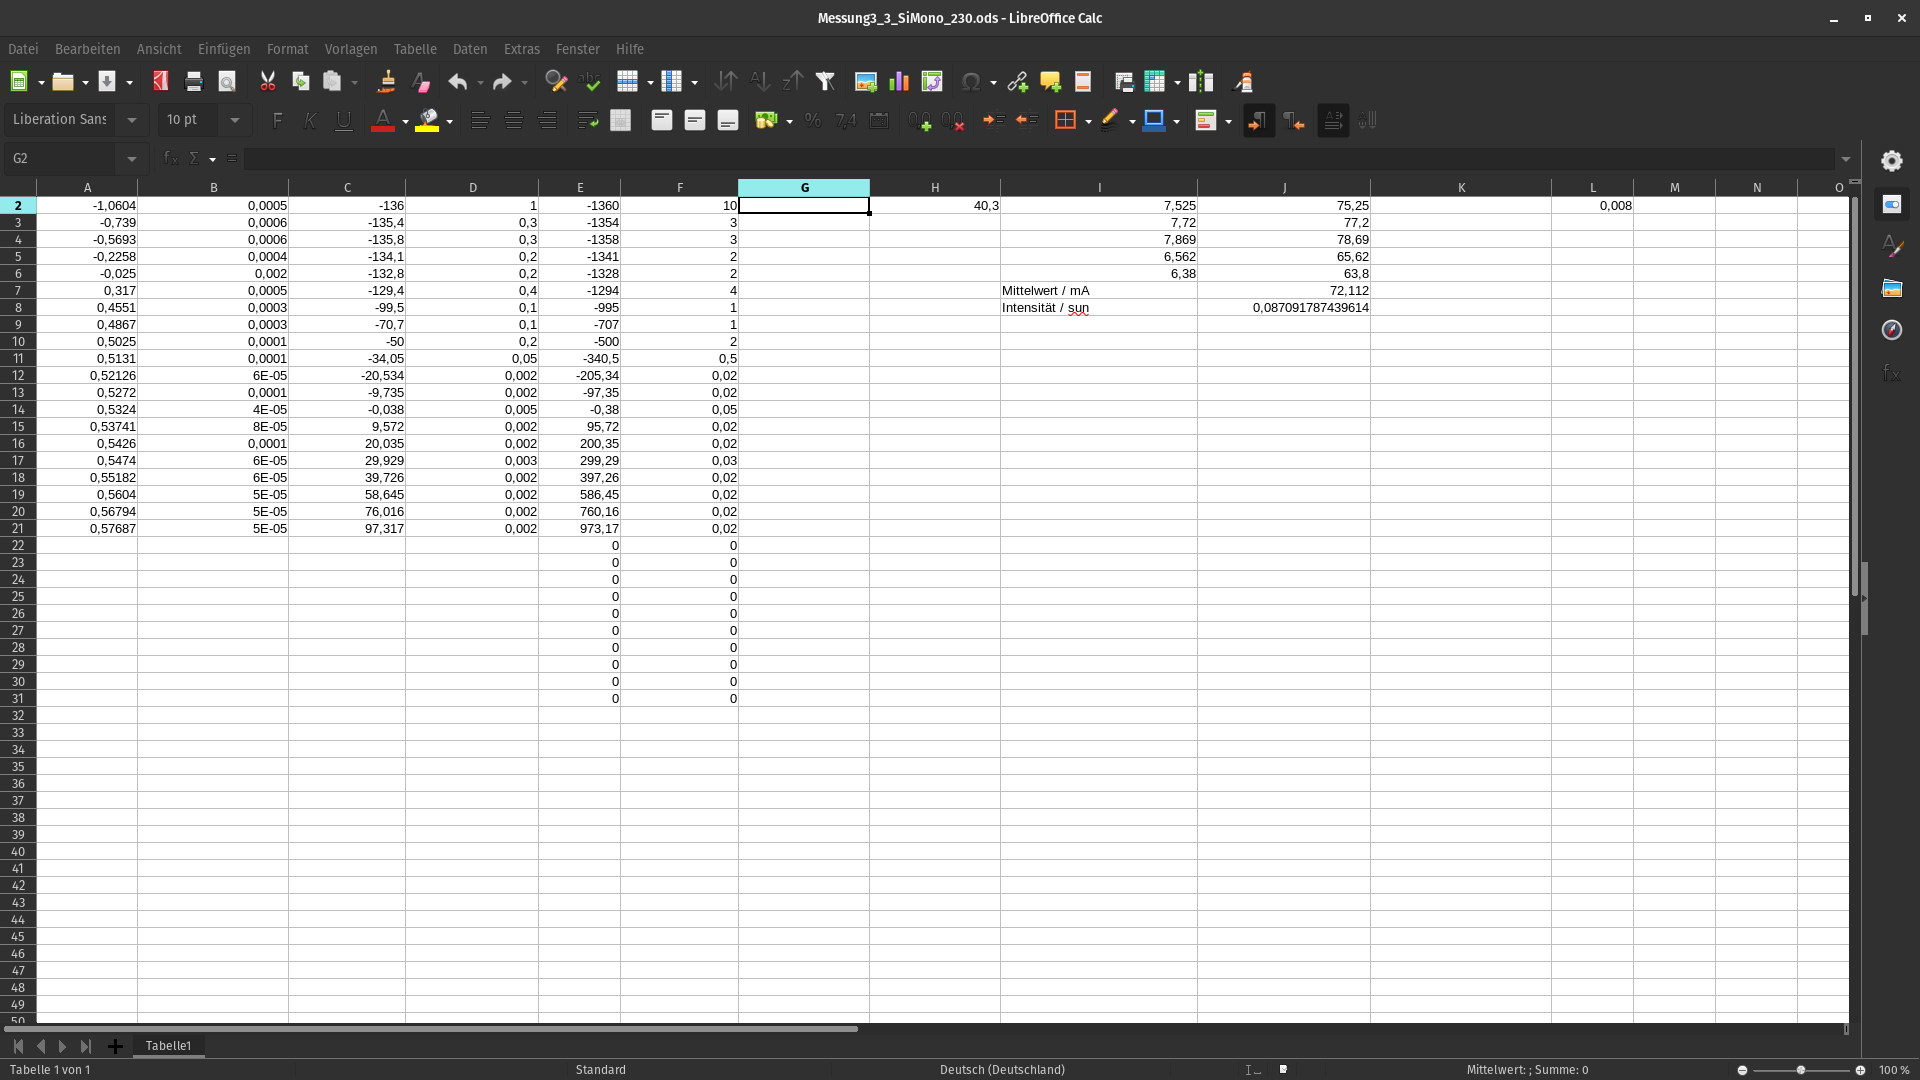 Messung3_3_SiMono_230.ods - LibreOffice Calc
Datei Bearbeiten Ansicht Einfügen Format Vorlagen Tabelle Daten Extras Fenster Hilfe
Liberation Sans 10 pt F K U A % 7,4
G2 fx Σ =
A B C D E F G H I J K L M N O
2 -1,0604 0,0005 -136 1 -1360 10 40,3 7,525 75,25 0,008
3 -0,739 0,0006 -135,4 0,3 -1354 3 7,72 77,2
4 -0,5693 0,0006 -135,8 0,3 -1358 3 7,869 78,69
5 -0,2258 0,0004 -134,1 0,2 -1341 2 6,562 65,62
6 -0,025 0,002 -132,8 0,2 -1328 2 6,38 63,8
7 0,317 0,0005 -129,4 0,4 -1294 4 Mittelwert / mA 72,112
8 0,4551 0,0003 -99,5 0,1 -995 1 Intensität / sun 0,087091787439614
9 0,4867 0,0003 -70,7 0,1 -707 1
10 0,5025 0,0001 -50 0,2 -500 2
11 0,5131 0,0001 -34,05 0,05 -340,5 0,5
12 0,52126 6E-05 -20,534 0,002 -205,34 0,02
13 0,5272 0,0001 -9,735 0,002 -97,35 0,02
14 0,5324 4E-05 -0,038 0,005 -0,38 0,05
15 0,53741 8E-05 9,572 0,002 95,72 0,02
16 0,5426 0,0001 20,035 0,002 200,35 0,02
17 0,5474 6E-05 29,929 0,003 299,29 0,03
18 0,55182 6E-05 39,726 0,002 397,26 0,02
19 0,5604 5E-05 58,645 0,002 586,45 0,02
20 0,56794 5E-05 76,016 0,002 760,16 0,02
21 0,57687 5E-05 97,317 0,002 973,17 0,02
22 0 0
23 0 0
24 0 0
25 0 0
26 0 0
27 0 0
28 0 0
29 0 0
30 0 0
31 0 0
32
33
34
35
36
37
38
39
40
41
42
43
44
45
46
47
48
49
50
Tabelle1
Tabelle 1 von 1 Standard Deutsch (Deutschland) Mittelwert: ; Summe: 0 100 %